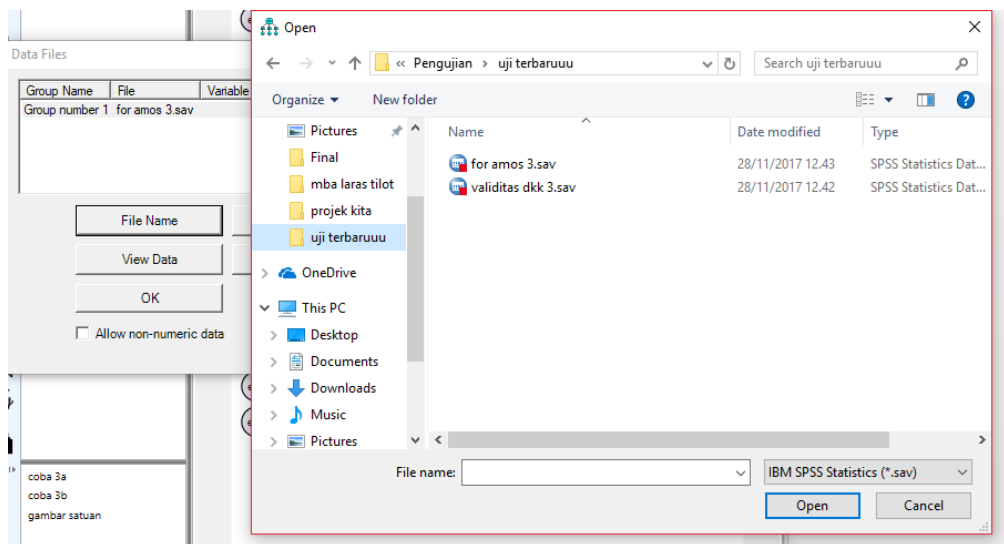 Open
Data Files
« Pengujian › uji terbaruuu
Search uji terbaruuu
Group Name File Variable
Group number 1 for amos 3.sav
File Name
View Data
OK
Allow non-numeric data
Organize New folder
Pictures
Final
mba laras tilot
projek kita
uji terbaruuu
OneDrive
This PC
Desktop
Documents
Downloads
Music
Pictures
Name Date modified Type
for amos 3.sav 28/11/2017 12.43 SPSS Statistics Dat...
validitas dkk 3.sav 28/11/2017 12.42 SPSS Statistics Dat...
File name: IBM SPSS Statistics (*.sav)
Open Cancel
coba 3a
coba 3b
gambar satuan